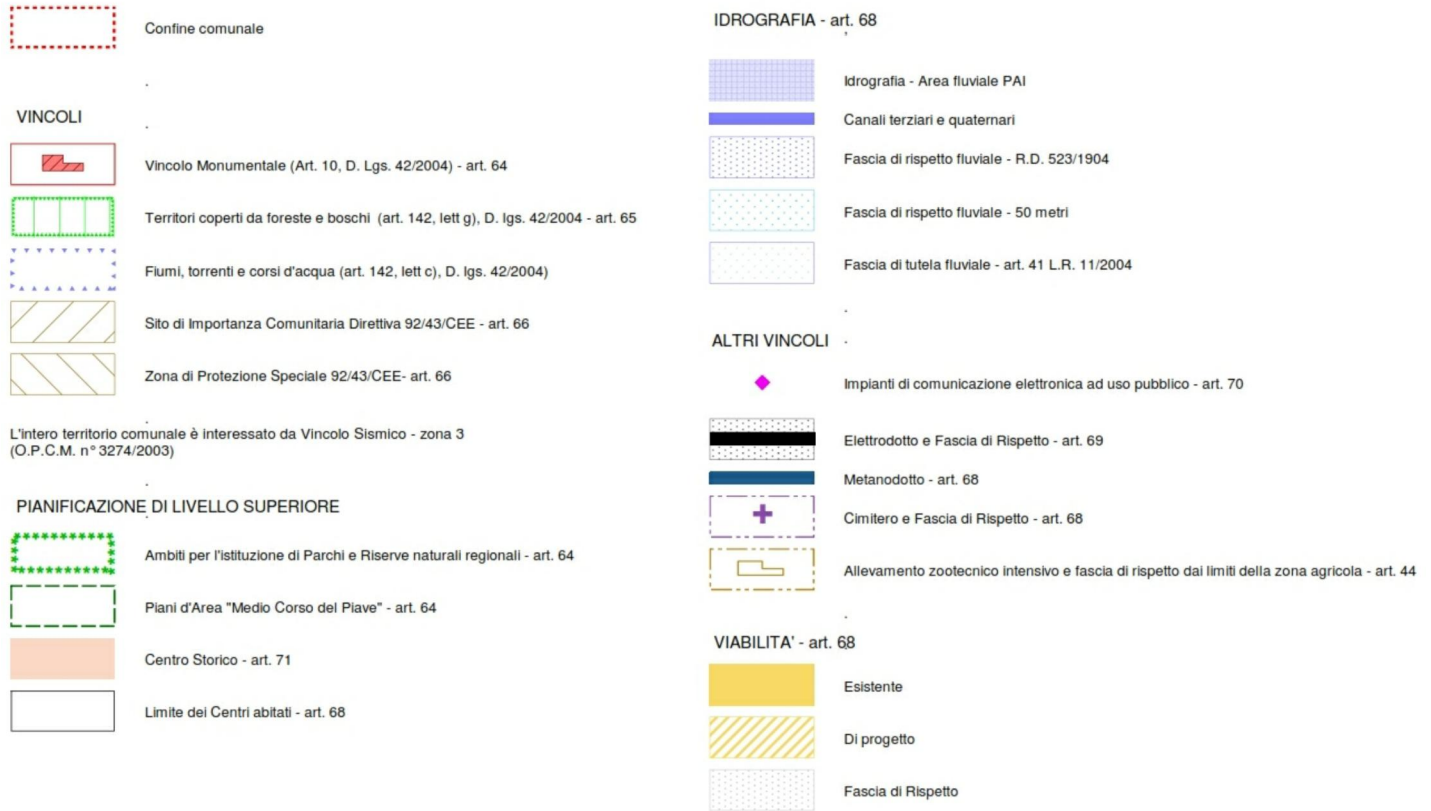 Confine comunale
VINCOLI
Vincolo Monumentale (Art. 10, D. Lgs. 42/2004) - art. 64
Territori coperti da foreste e boschi (art. 142, lett g), D. lgs. 42/2004 - art. 65
Fiumi, torrenti e corsi d'acqua (art. 142, lett c), D. lgs. 42/2004)
Sito di Importanza Comunitaria Direttiva 92/43/CEE - art. 66
Zona di Protezione Speciale 92/43/CEE- art. 66
L'intero territorio comunale è interessato da Vincolo Sismico - zona 3
(O.P.C.M. n° 3274/2003)
PIANIFICAZIONE DI LIVELLO SUPERIORE
Ambiti per l'istituzione di Parchi e Riserve naturali regionali - art. 64
Piani d'Area "Medio Corso del Piave" - art. 64
Centro Storico - art. 71
Limite dei Centri abitati - art. 68
IDROGRAFIA - art. 68
Idrografia - Area fluviale PAI
Canali terziari e quaternari
Fascia di rispetto fluviale - R.D. 523/1904
Fascia di rispetto fluviale - 50 metri
Fascia di tutela fluviale - art. 41 L.R. 11/2004
ALTRI VINCOLI
Impianti di comunicazione elettronica ad uso pubblico - art. 70
Elettrodotto e Fascia di Rispetto - art. 69
Metanodotto - art. 68
Cimitero e Fascia di Rispetto - art. 68
Allevamento zootecnico intensivo e fascia di rispetto dai limiti della zona agricola - art. 44
VIABILITA' - art. 68
Esistente
Di progetto
Fascia di Rispetto